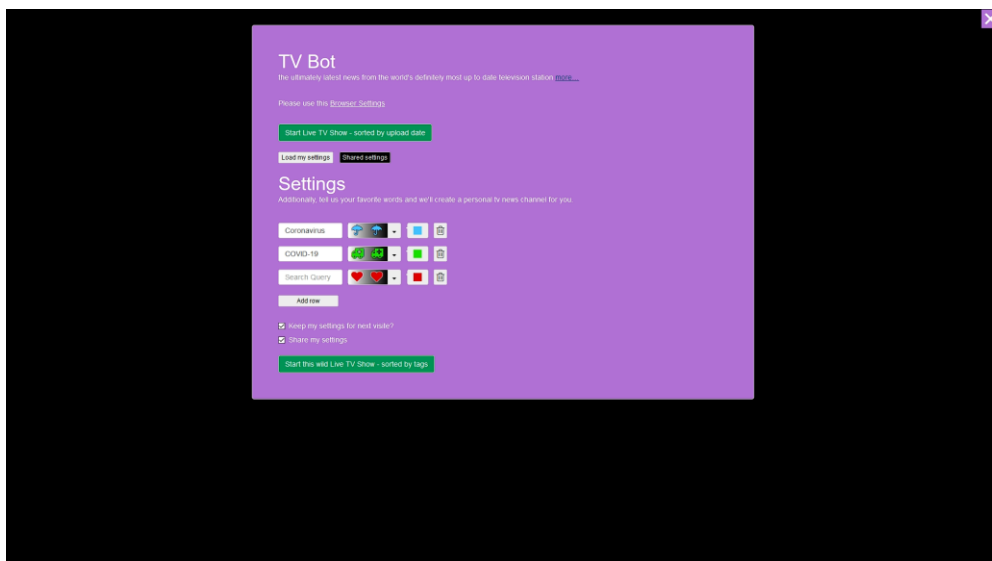 TV Bot
the ultimately latest news from the world's definitely most up to date television station more ...
Please use this Browser Settings
Start Live TV Show - sorted by upload date
Load my settings Shared settings
Settings
Additionally, tell us your favorite words and we'll create a personal tv news channel for you.
Coronavirus
COVID-19
Search Query
Add row
Keep my settings for next visite?
Share my settings
Start this wild Live TV Show - sorted by tags